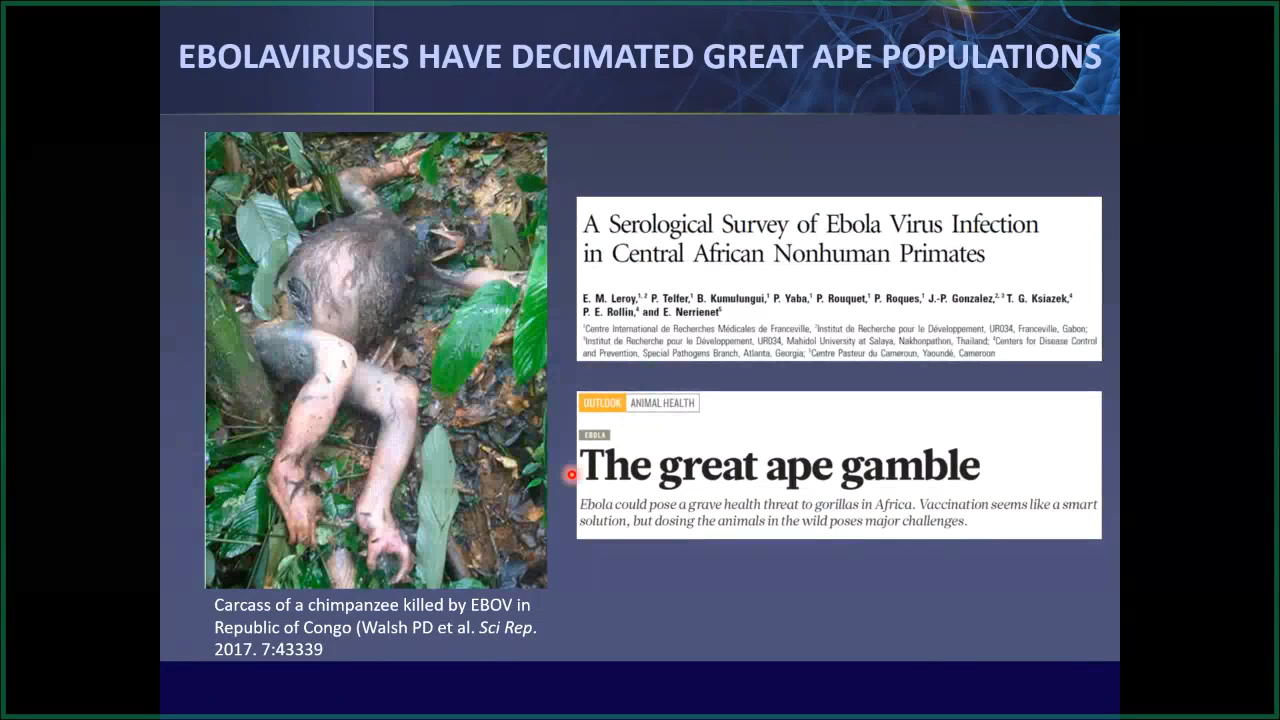 EBOLAVIRUSES HAVE DECIMATED GREAT APE POPULATIONS
A Serological Survey of Ebola Virus Infection
in Central African Nonhuman Primates
E. M. Leroy,1,2 P. Telfer,1 B. Kumulungui,1 P. Yaba,1 P. Rouquet,1 P. Roques,1 J.-P. Gonzalez,2,3 T. G. Ksiazek,4
P. E. Rollin,4 and E. Nerrienet5
1Centre International de Recherches Médicales de Franceville, 2Institut de Recherche pour le Développement, UR034, Franceville, Gabon;
3Institut de Recherche pour le Développement, UR034, Mahidol University at Salaya, Nakhonpathon, Thailand; 4Centers for Disease Control
and Prevention, Special Pathogens Branch, Atlanta, Georgia; 5Centre Pasteur du Cameroun, Yaoundé, Cameroon
OUTLOOK ANIMAL HEALTH
EBOLA
The great ape gamble
Ebola could pose a grave health threat to gorillas in Africa. Vaccination seems like a smart
solution, but dosing the animals in the wild poses major challenges.
Carcass of a chimpanzee killed by EBOV in
Republic of Congo (Walsh PD et al. Sci Rep.
2017. 7:43339